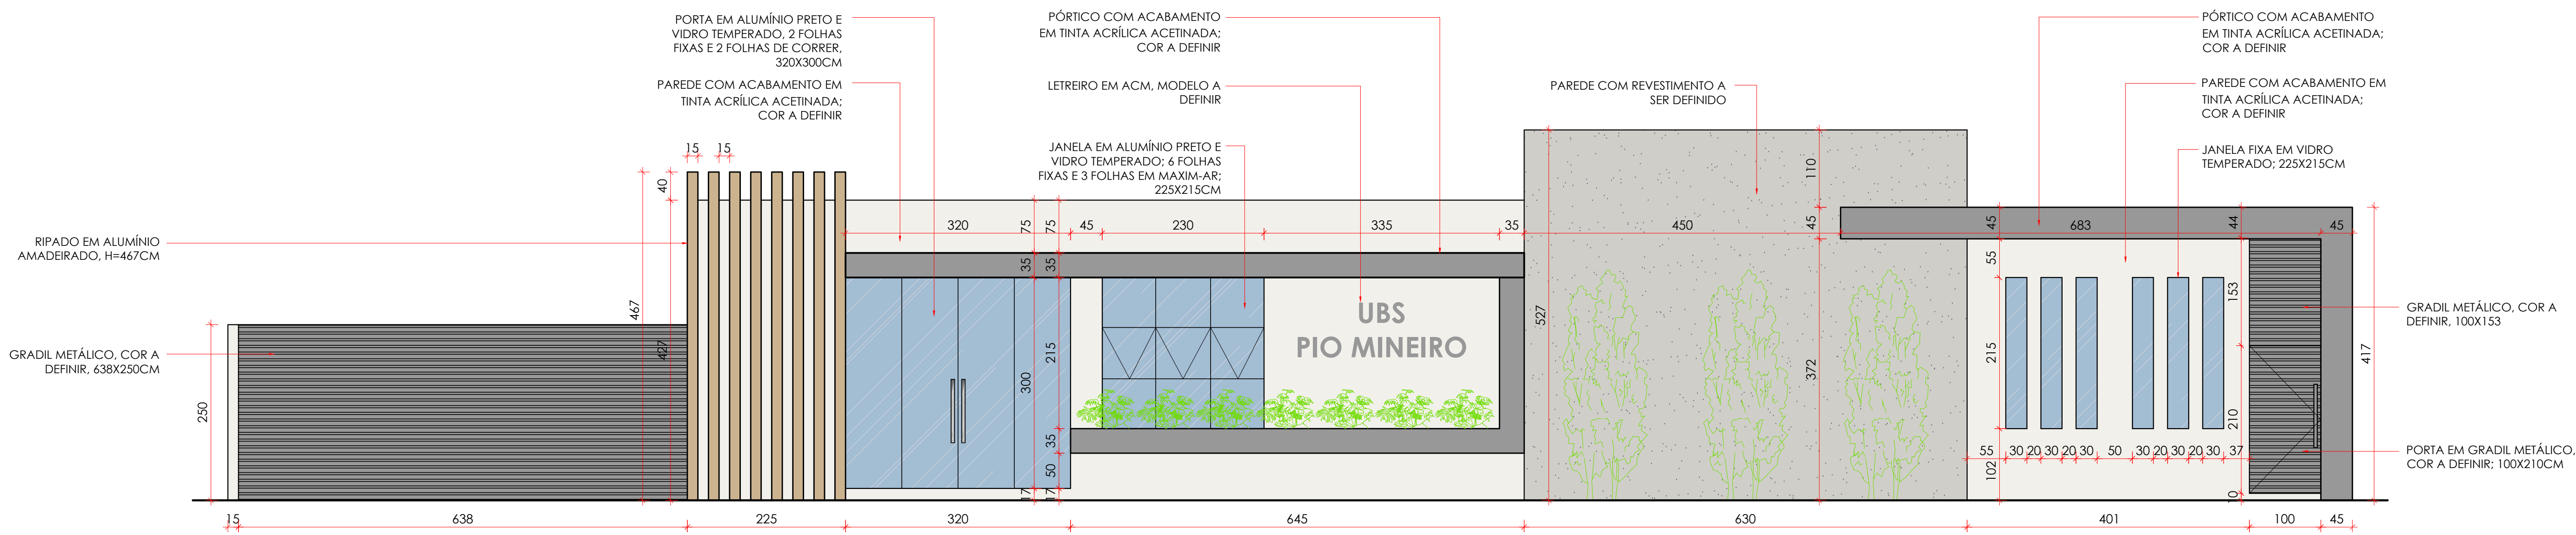 PORTA EM ALUMÍNIO PRETO E
VIDRO TEMPERADO, 2 FOLHAS
FIXAS E 2 FOLHAS DE CORRER,
320X300CM
PAREDE COM ACABAMENTO EM
TINTA ACRÍLICA ACETINADA;
COR A DEFINIR
PÓRTICO COM ACABAMENTO
EM TINTA ACRÍLICA ACETINADA;
COR A DEFINIR
LETREIRO EM ACM, MODELO A
DEFINIR
JANELA EM ALUMÍNIO PRETO E
VIDRO TEMPERADO; 6 FOLHAS
FIXAS E 3 FOLHAS EM MAXIM-AR;
225X215CM
PAREDE COM REVESTIMENTO A
SER DEFINIDO
PÓRTICO COM ACABAMENTO
EM TINTA ACRÍLICA ACETINADA;
COR A DEFINIR
PAREDE COM ACABAMENTO EM
TINTA ACRÍLICA ACETINADA;
COR A DEFINIR
JANELA FIXA EM VIDRO
TEMPERADO; 225X215CM
RIPADO EM ALUMÍNIO
AMADEIRADO, H=467CM
GRADIL METÁLICO, COR A
DEFINIR, 638X250CM
GRADIL METÁLICO, COR A
DEFINIR, 100X153
PORTA EM GRADIL METÁLICO,
COR A DEFINIR; 100X210CM
UBS
PIO MINEIRO
15 15
40
467
427
250
320 45 230 335 35 450 683 45
75 75
35 35
300
215
35
50
17 17
527
110
45
372
45
55
215
102
44
153
210
10
417
55 30 20 30 20 30 50 30 20 30 20 30 37
15 638 225 320 645 630 401 100 45